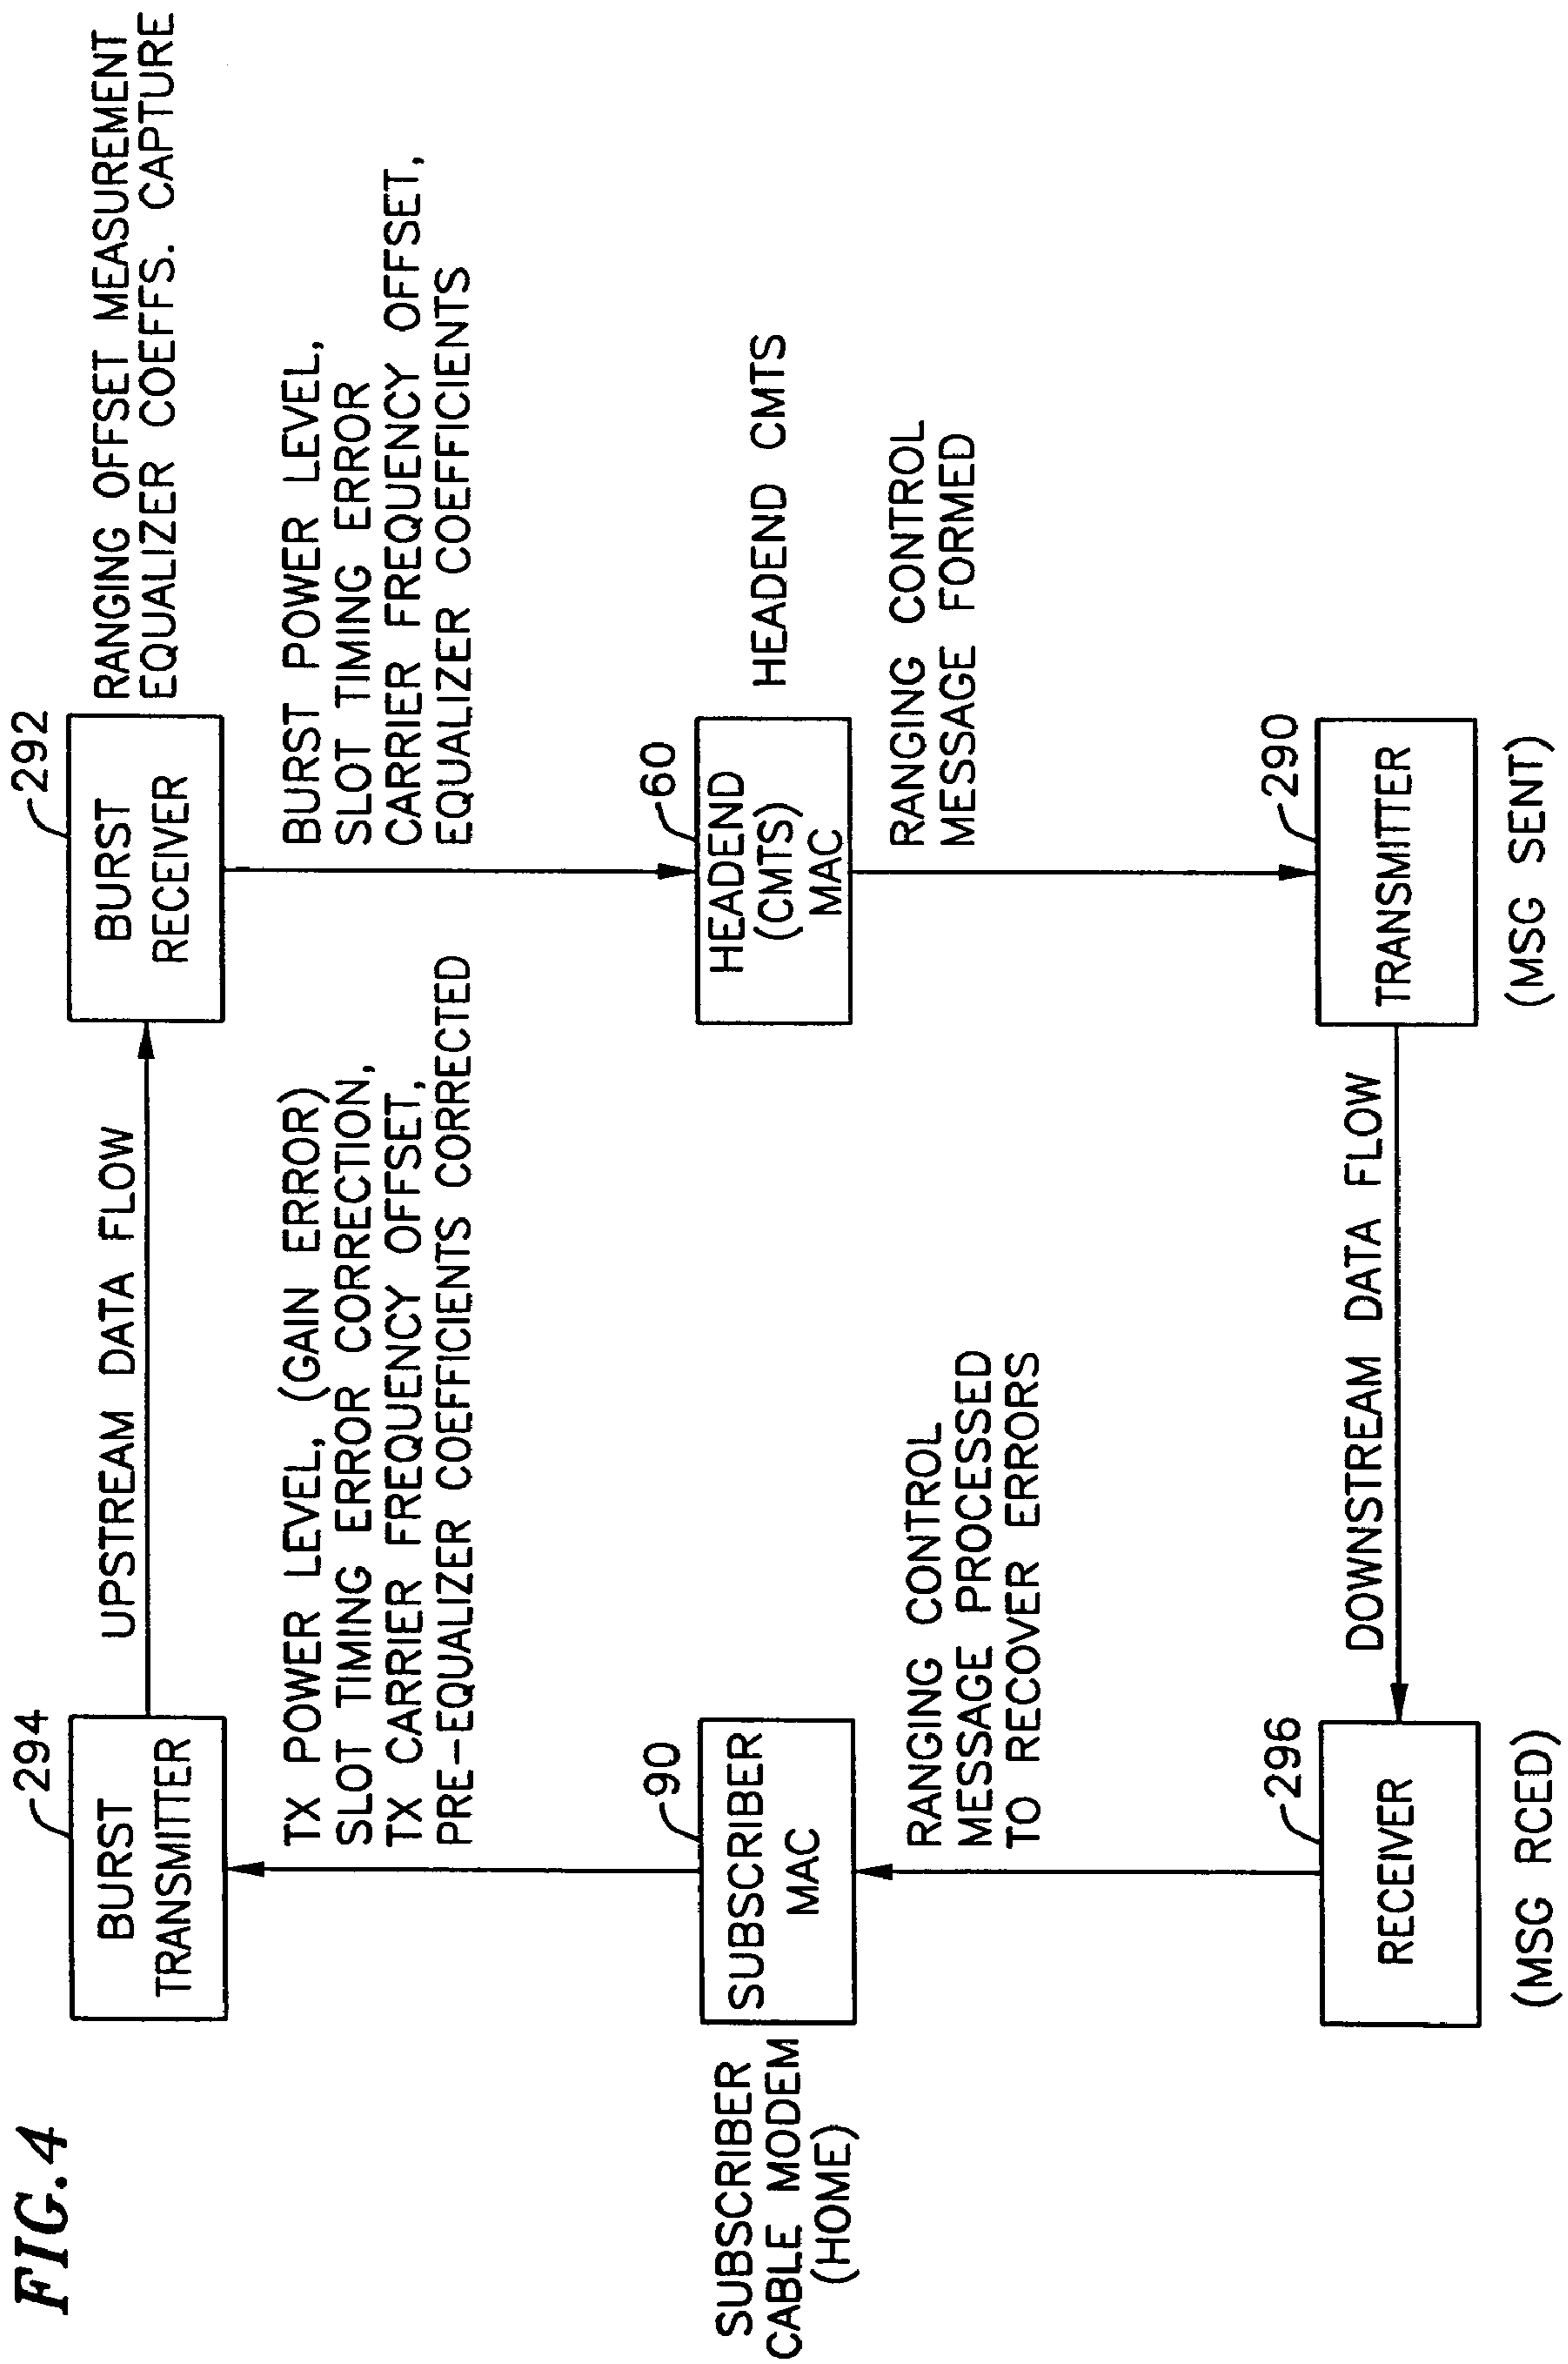 FIG.4
294
BURST
TRANSMITTER
UPSTREAM DATA FLOW
292
BURST
RECEIVER
RANGING OFFSET MEASUREMENT
EQUALIZER COEFFS. CAPTURE
TX POWER LEVEL, (GAIN ERROR)
SLOT TIMING ERROR CORRECTION,
TX CARRIER FREQUENCY OFFSET,
PRE-EQUALIZER COEFFICIENTS CORRECTED
BURST POWER LEVEL,
SLOT TIMING ERROR
CARRIER FREQUENCY OFFSET,
EQUALIZER COEFFICIENTS
SUBSCRIBER
CABLE MODEM
(HOME)
90
SUBSCRIBER
MAC
60
HEADEND
(CMTS)
MAC
HEADEND CMTS
RANGING CONTROL
MESSAGE PROCESSED
TO RECOVER ERRORS
RANGING CONTROL
MESSAGE FORMED
296
RECEIVER
(MSG RCED)
DOWNSTREAM DATA FLOW
290
TRANSMITTER
(MSG SENT)